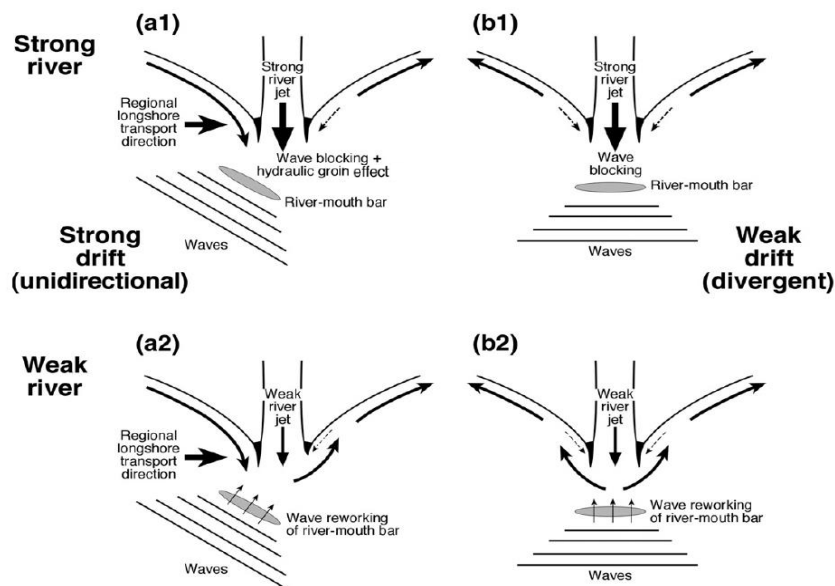 (a1)
(b1)
Strong
river
Strong
river
jet
Strong
river
jet
Regional
longshore
transport
direction
Wave blocking +
hydraulic groin effect
Wave
blocking
River-mouth bar
River-mouth bar
Strong
drift
(unidirectional)
Waves
Waves
Weak
drift
(divergent)
(a2)
(b2)
Weak
river
Weak
river
jet
Weak
river
jet
Regional
longshore
transport
direction
Wave reworking
of river-mouth bar
Wave reworking
of river-mouth bar
Waves
Waves